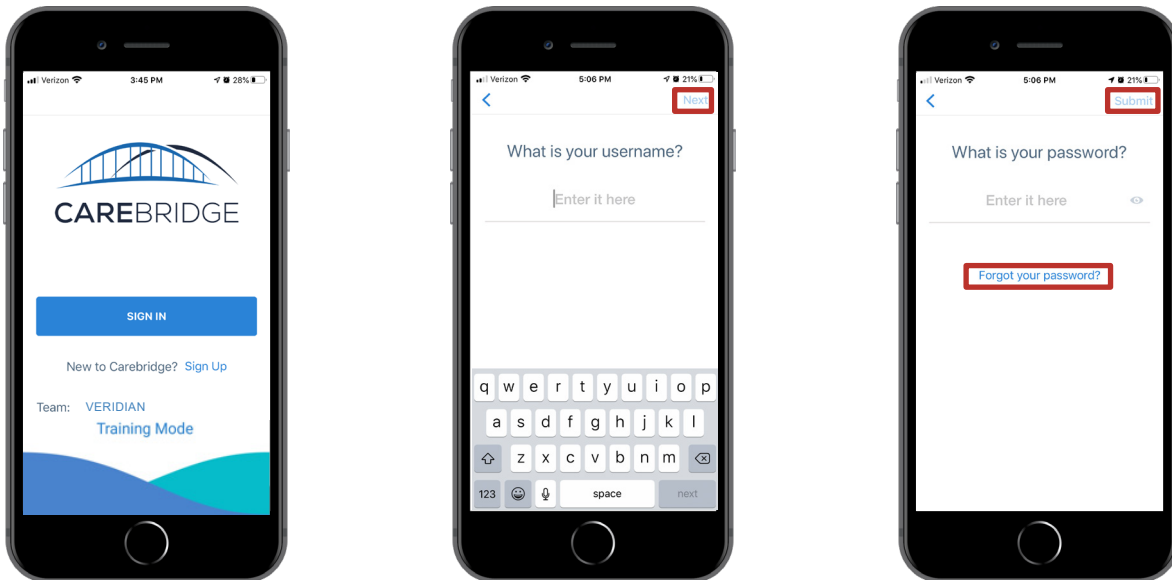 Verizon 3:45 PM 28%
CAREBRIDGE
SIGN IN
New to Carebridge? Sign Up
Team: VERIDIAN
Training Mode
Verizon 5:06 PM 21%
Next
What is your username?
Enter it here
q w e r t y u i o p
a s d f g h j k l
z x c v b n m
123 space next
Verizon 5:06 PM 21%
Submit
What is your password?
Enter it here
Forgot your password?